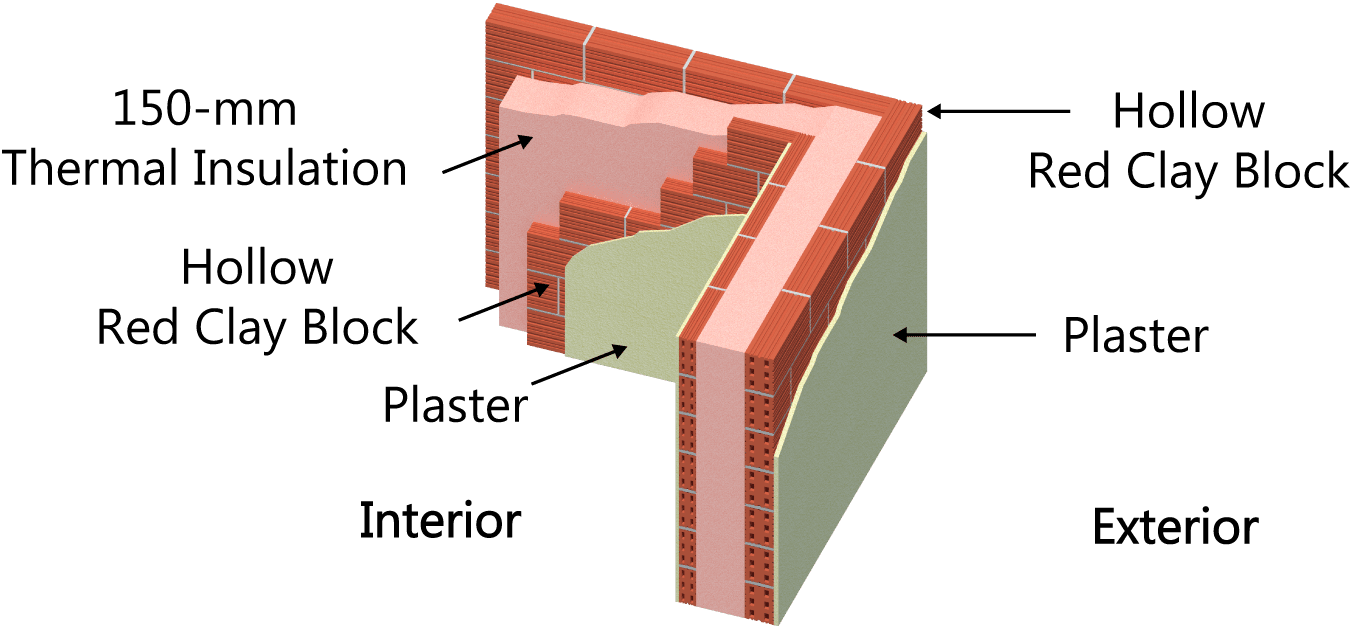 150-mm
Thermal Insulation
Hollow
Red Clay Block
Plaster
Interior
Hollow
Red Clay Block
Plaster
Exterior